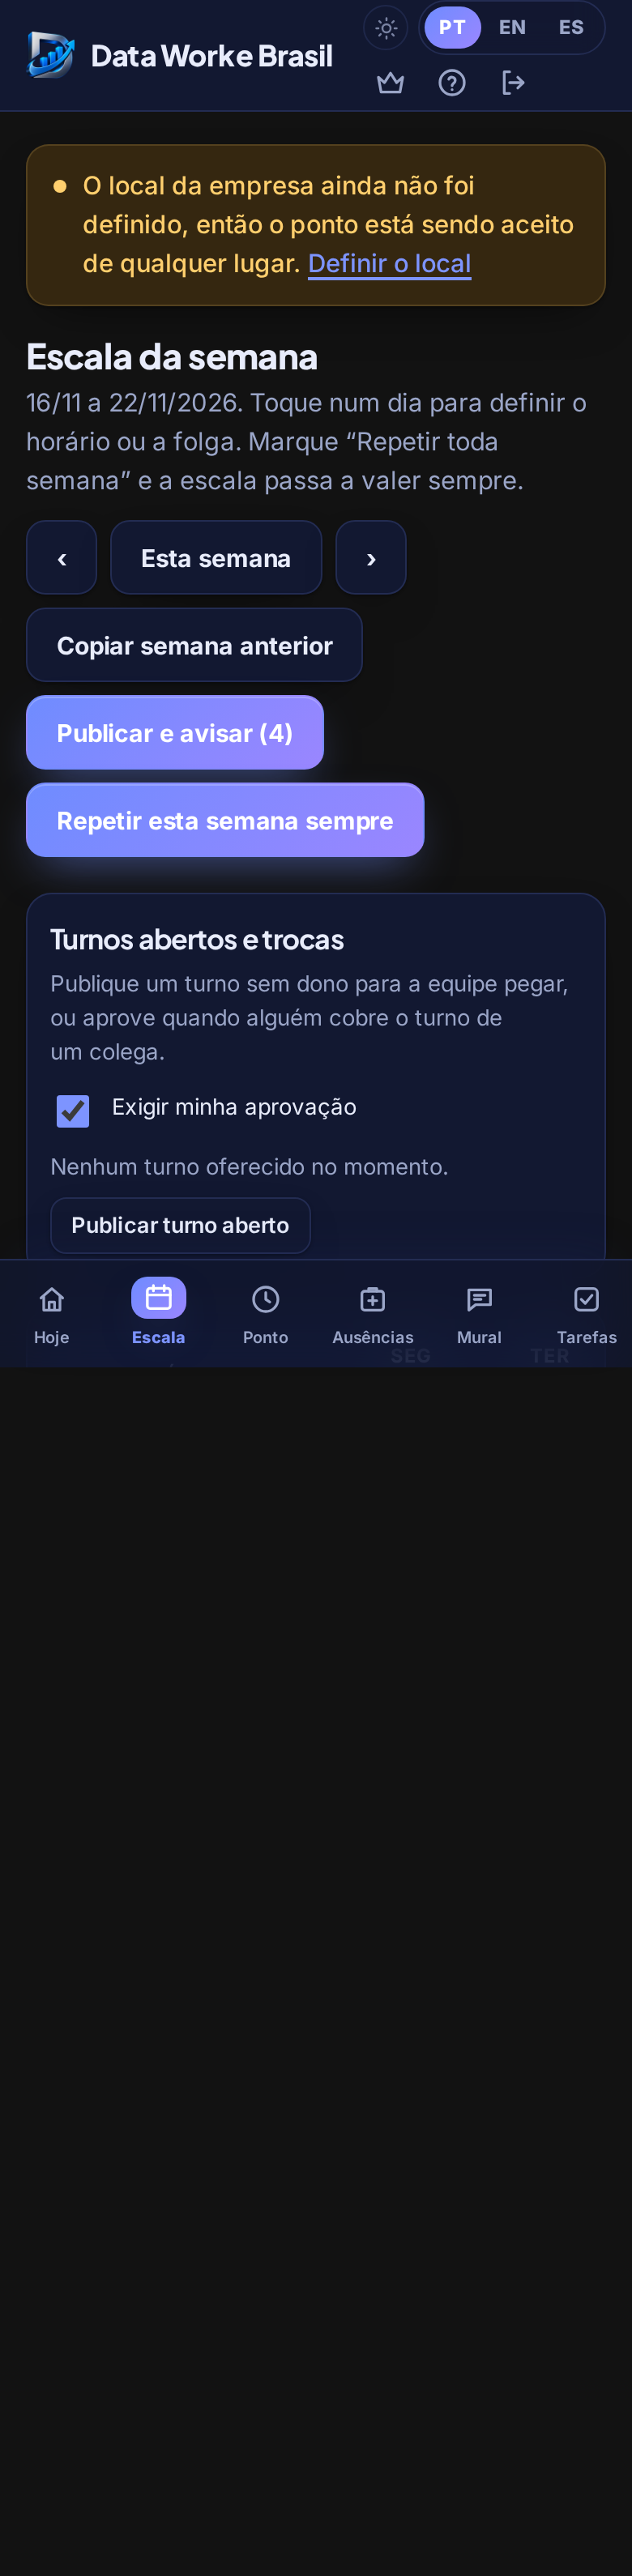 Data Worke Brasil
PT EN ES
O local da empresa ainda não foi
definido, então o ponto está sendo aceito
de qualquer lugar. Definir o local
Escala da semana
16/11 a 22/11/2026. Toque num dia para definir o
horário ou a folga. Marque “Repetir toda
semana” e a escala passa a valer sempre.
‹ Esta semana ›
Copiar semana anterior
Publicar e avisar (4)
Repetir esta semana sempre
Turnos abertos e trocas
Publique um turno sem dono para a equipe pegar,
ou aprove quando alguém cobre o turno de
um colega.
Exigir minha aprovação
Nenhum turno oferecido no momento.
Publicar turno aberto
Hoje Escala Ponto Ausências Mural Tarefas
SEG TER